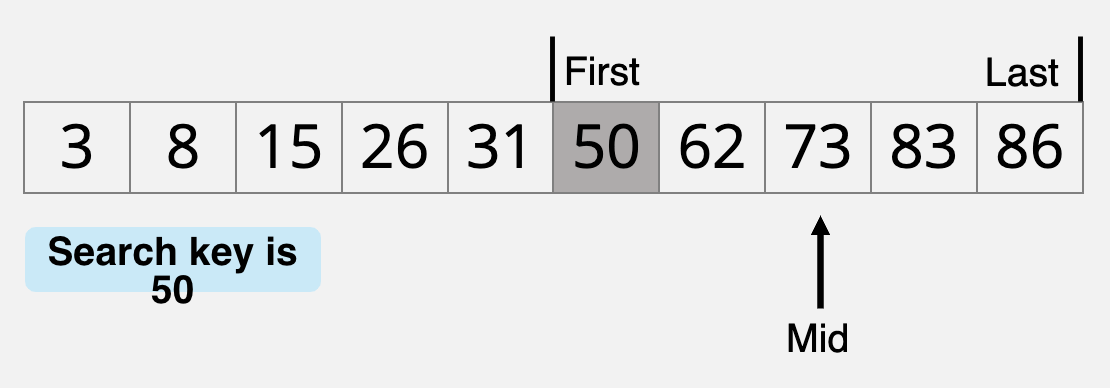 First Last
3 8 15 26 31 50 62 73 83 86
Search key is
50
Mid